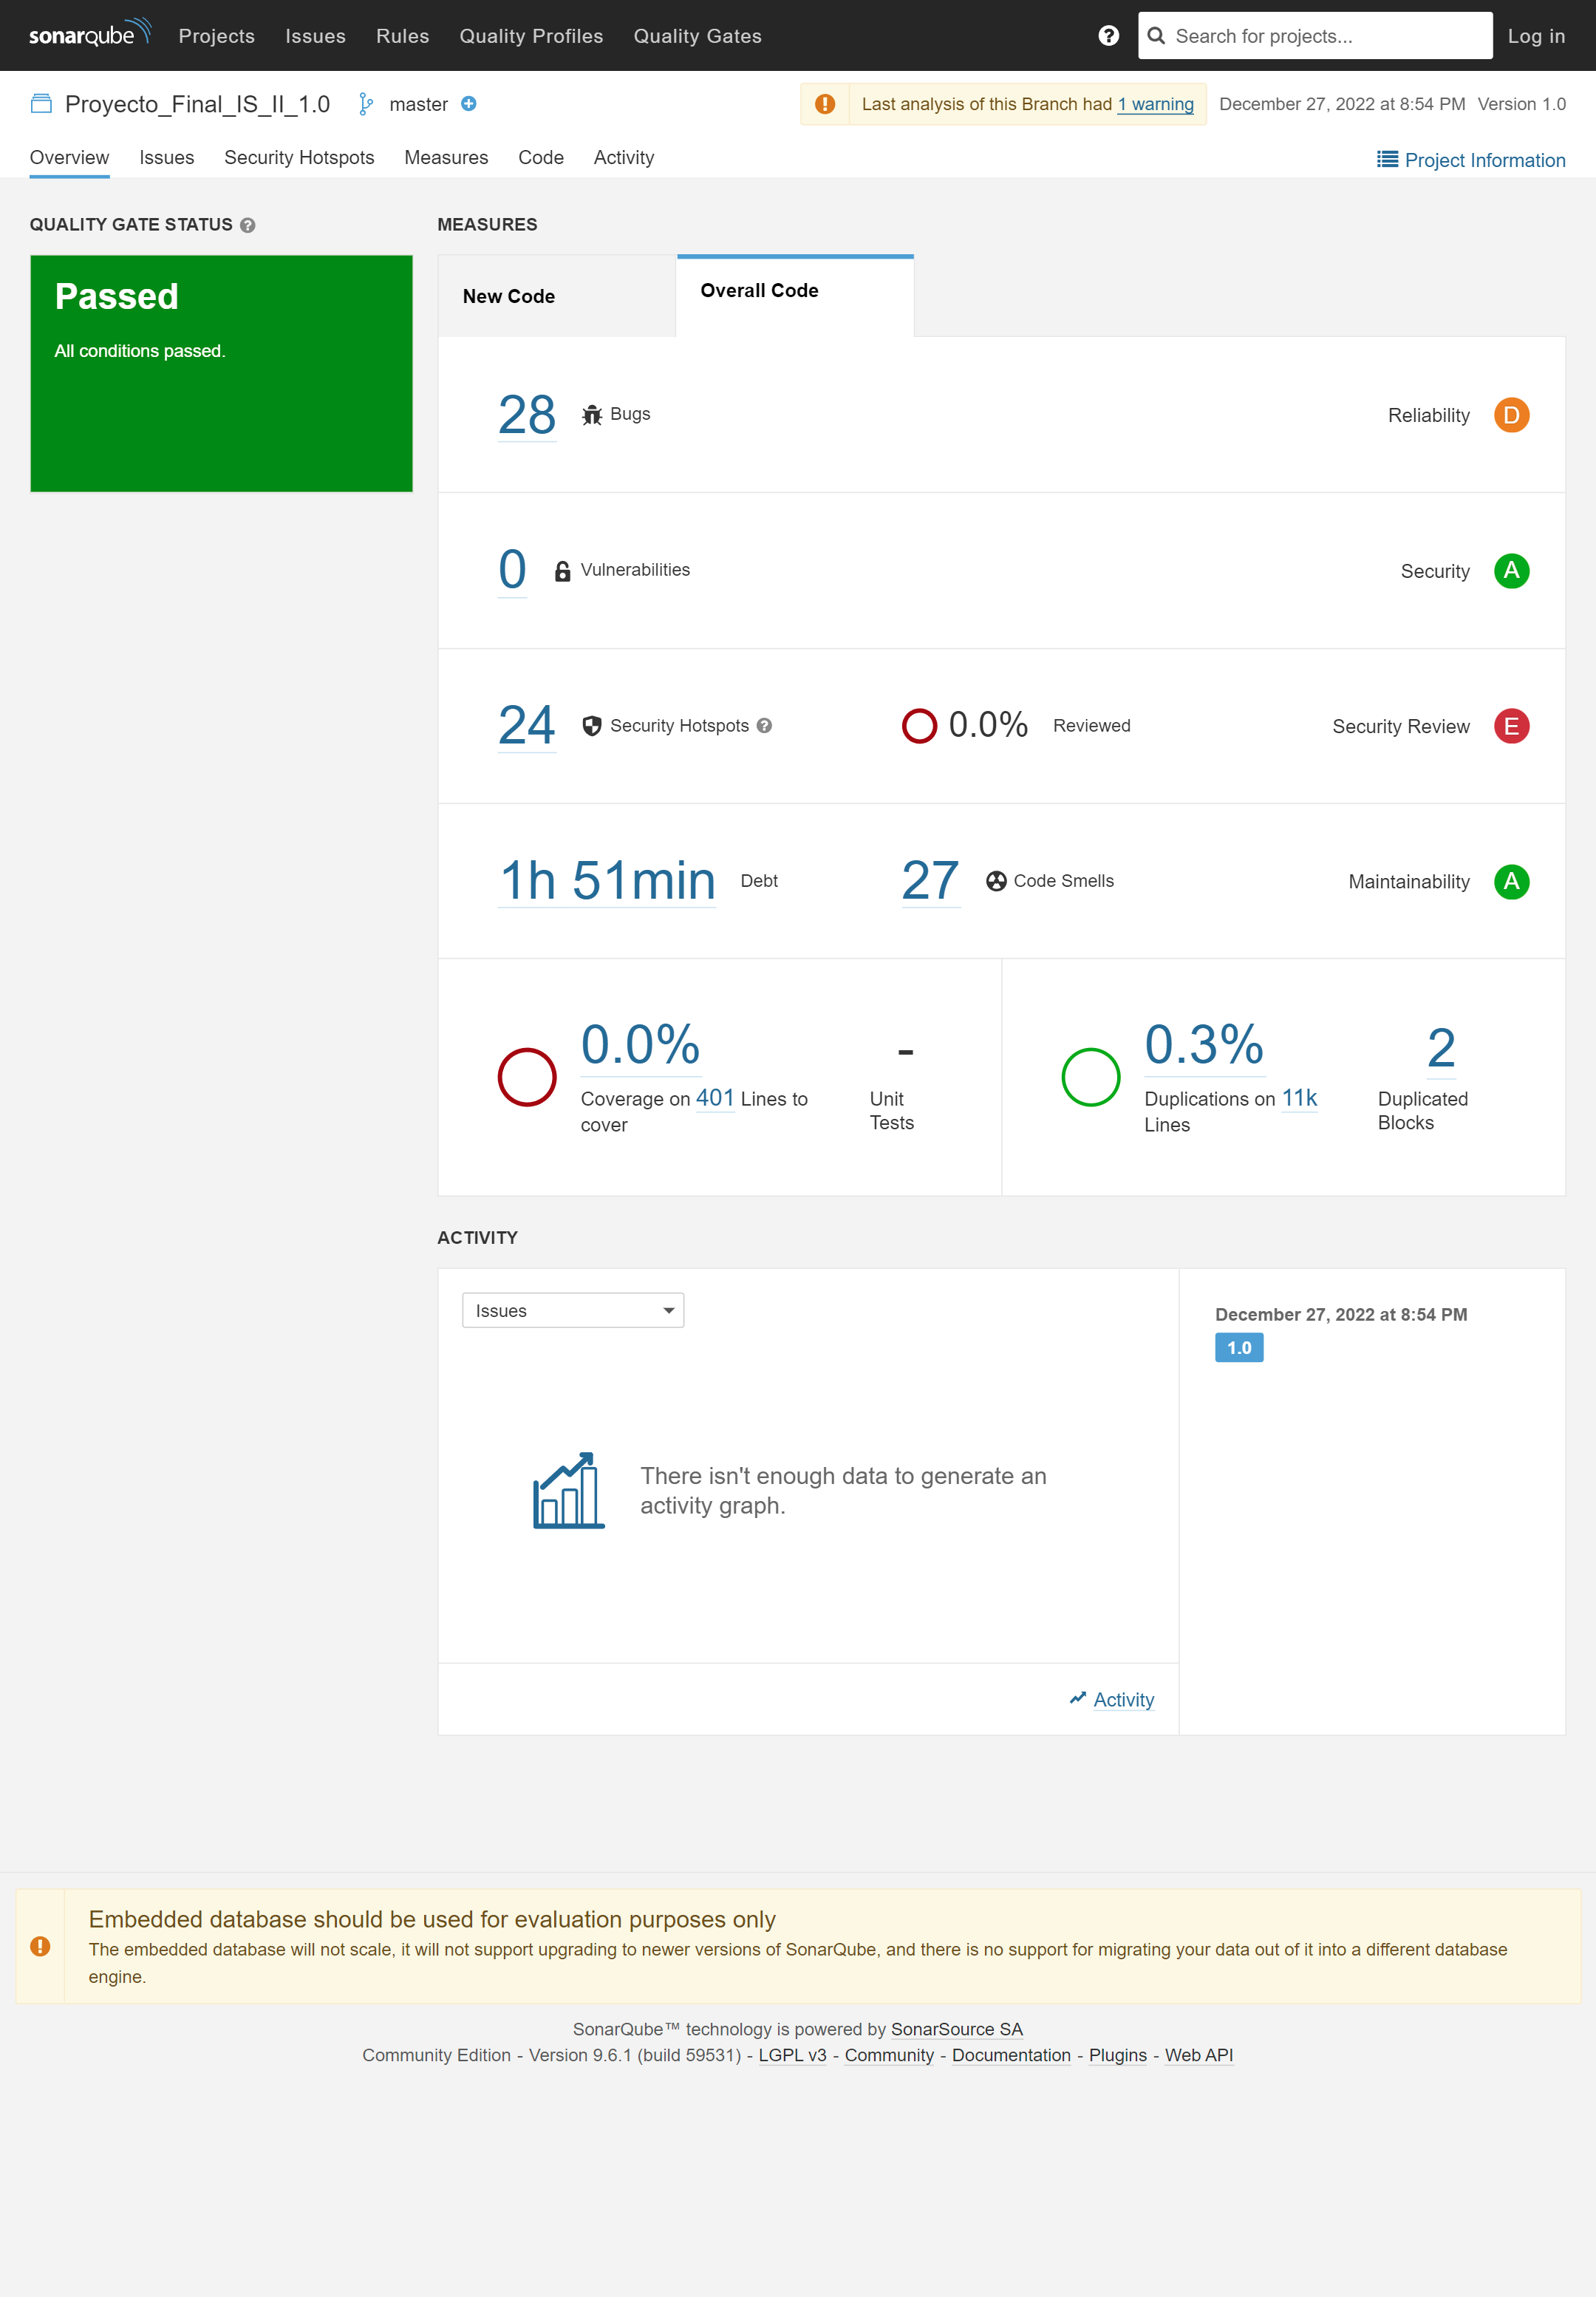 sonarqube Projects Issues Rules Quality Profiles Quality Gates ? Search for projects... Log in
Proyecto_Final_IS_II_1.0 master Last analysis of this Branch had 1 warning December 27, 2022 at 8:54 PM Version 1.0
Overview Issues Security Hotspots Measures Code Activity Project Information
QUALITY GATE STATUS ?
Passed
All conditions passed.
MEASURES
New Code Overall Code
28 Bugs Reliability D
0 Vulnerabilities Security A
24 Security Hotspots ? 0.0% Reviewed Security Review E
1h 51min Debt 27 Code Smells Maintainability A
0.0%
Coverage on 401 Lines to
cover
-
Unit
Tests
0.3%
Duplications on 11k
Lines
2
Duplicated
Blocks
ACTIVITY
Issues
There isn't enough data to generate an
activity graph.
Activity
December 27, 2022 at 8:54 PM
1.0
Embedded database should be used for evaluation purposes only
The embedded database will not scale, it will not support upgrading to newer versions of SonarQube, and there is no support for migrating your data out of it into a different database
engine.
SonarQube™ technology is powered by SonarSource SA
Community Edition - Version 9.6.1 (build 59531) - LGPL v3 - Community - Documentation - Plugins - Web API